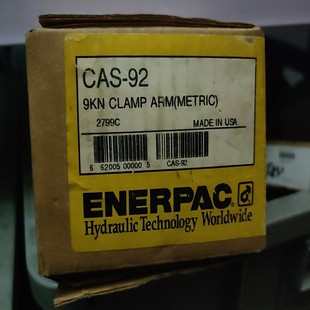 CAS-92
9KN CLAMP ARM(METRIC)
2799C MADE IN USA
6 62005 00000 5 CAS-92
ENERPAC
Hydraulic Technology Worldwide